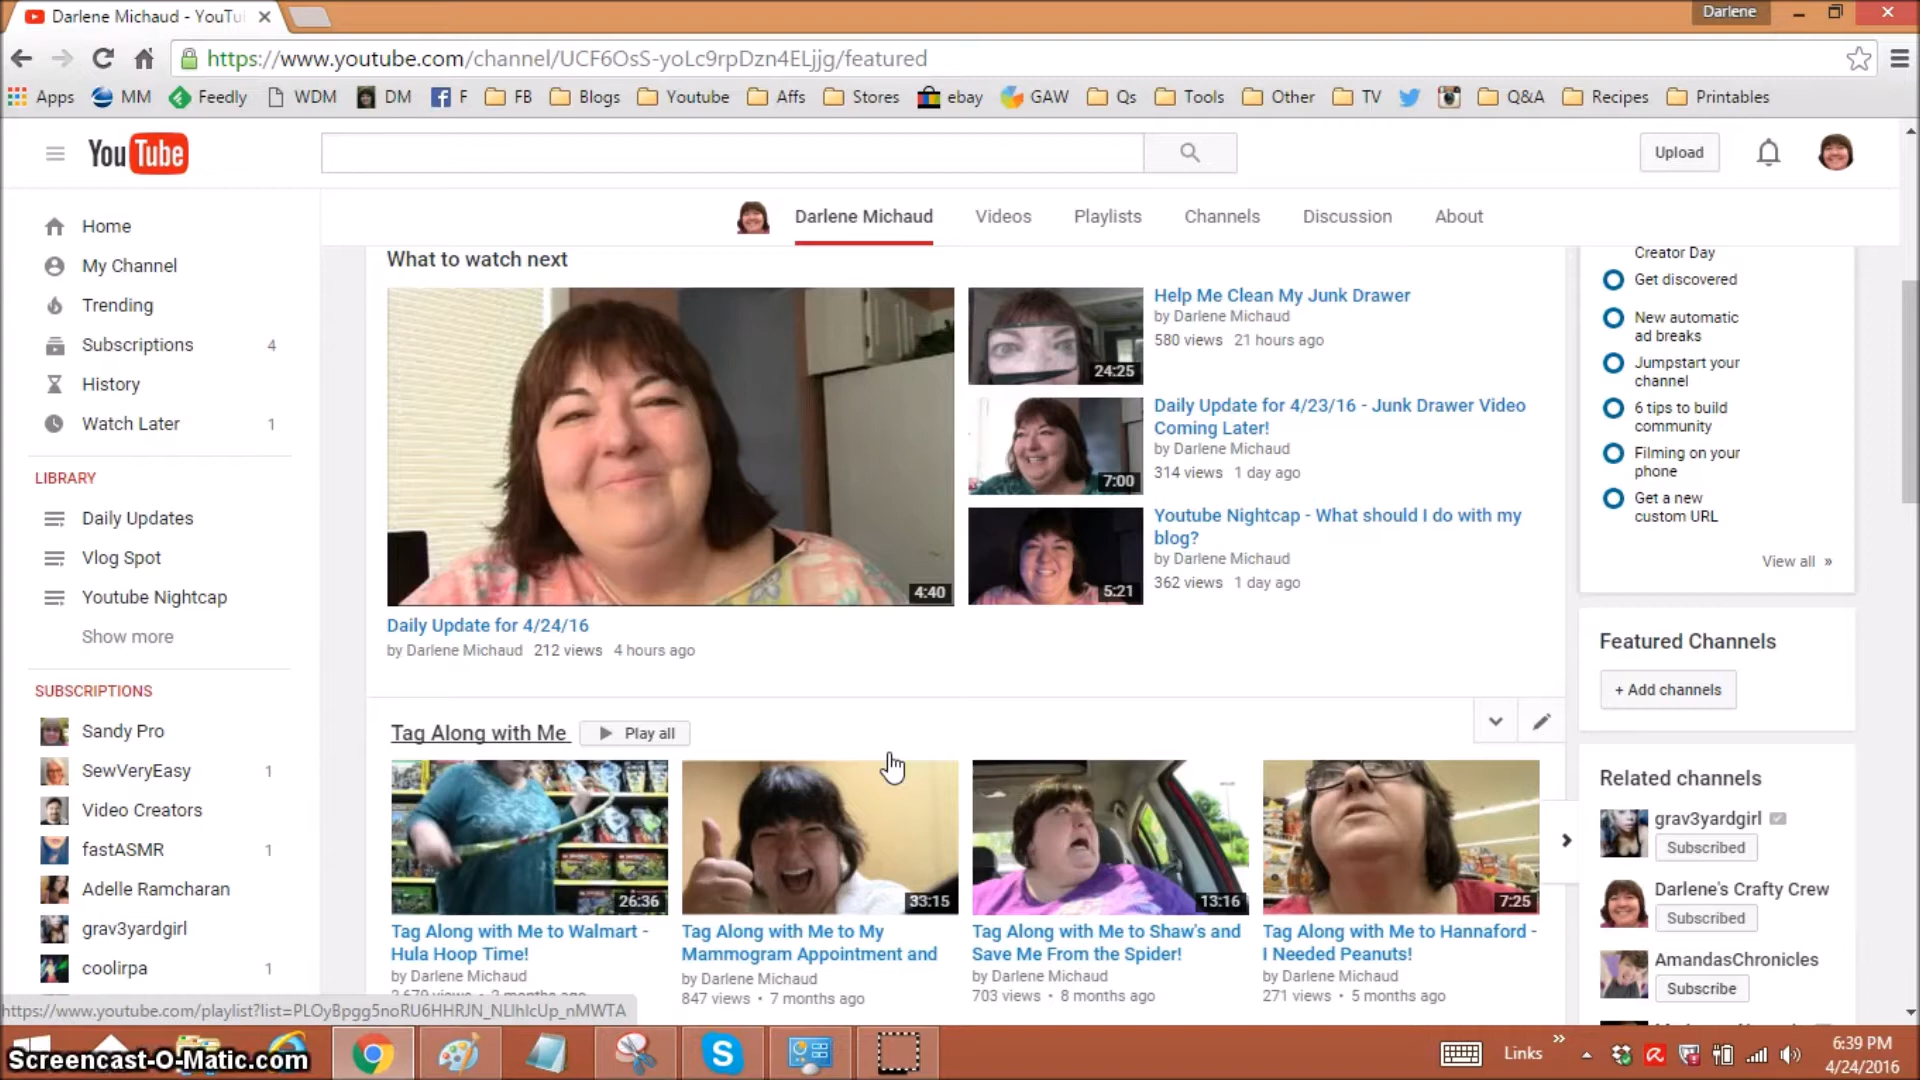 Darlene Michaud - YouTu
Darlene
https://www.youtube.com/channel/UCF6OsS-yoLc9rpDzn4ELjjg/featured
Apps MM Feedly WDM DM F FB Blogs Youtube Affs Stores ebay GAW Qs Tools Other TV Q&A Recipes Printables
YouTube
Upload
Darlene Michaud Videos Playlists Channels Discussion About
Home
My Channel
Trending
Subscriptions 4
History
Watch Later 1
LIBRARY
Daily Updates
Vlog Spot
Youtube Nightcap
Show more
SUBSCRIPTIONS
Sandy Pro
SewVeryEasy 1
Video Creators
fastASMR
Adelle Ramcharan
grav3yardgirl
coolirpa 1
What to watch next
4:40
Daily Update for 4/24/16
by Darlene Michaud 212 views 4 hours ago
24:25
Help Me Clean My Junk Drawer
by Darlene Michaud
580 views 21 hours ago
7:00
Daily Update for 4/23/16 - Junk Drawer Video
Coming Later!
by Darlene Michaud
314 views 1 day ago
5:21
Youtube Nightcap - What should I do with my
blog?
by Darlene Michaud
362 views 1 day ago
Tag Along with Me Play all
26:36
Tag Along with Me to Walmart -
Hula Hoop Time!
by Darlene Michaud
33:15
Tag Along with Me to My
Mammogram Appointment and
by Darlene Michaud
847 views • 7 months ago
13:16
Tag Along with Me to Shaw's and
Save Me From the Spider!
by Darlene Michaud
703 views • 8 months ago
7:25
Tag Along with Me to Hannaford -
I Needed Peanuts!
by Darlene Michaud
271 views • 5 months ago
Creator Day
Get discovered
New automatic
ad breaks
Jumpstart your
channel
6 tips to build
community
Filming on your
phone
Get a new
custom URL
View all »
Featured Channels
+ Add channels
Related channels
grav3yardgirl
Subscribed
Darlene's Crafty Crew
Subscribed
AmandasChronicles
Subscribe
https://www.youtube.com/playlist?list=PLOyBpgg5noRU6HHRJN_NLIhIcUp_nMWTA
Screencast-O-Matic.com
Links
6:39 PM
4/24/2016